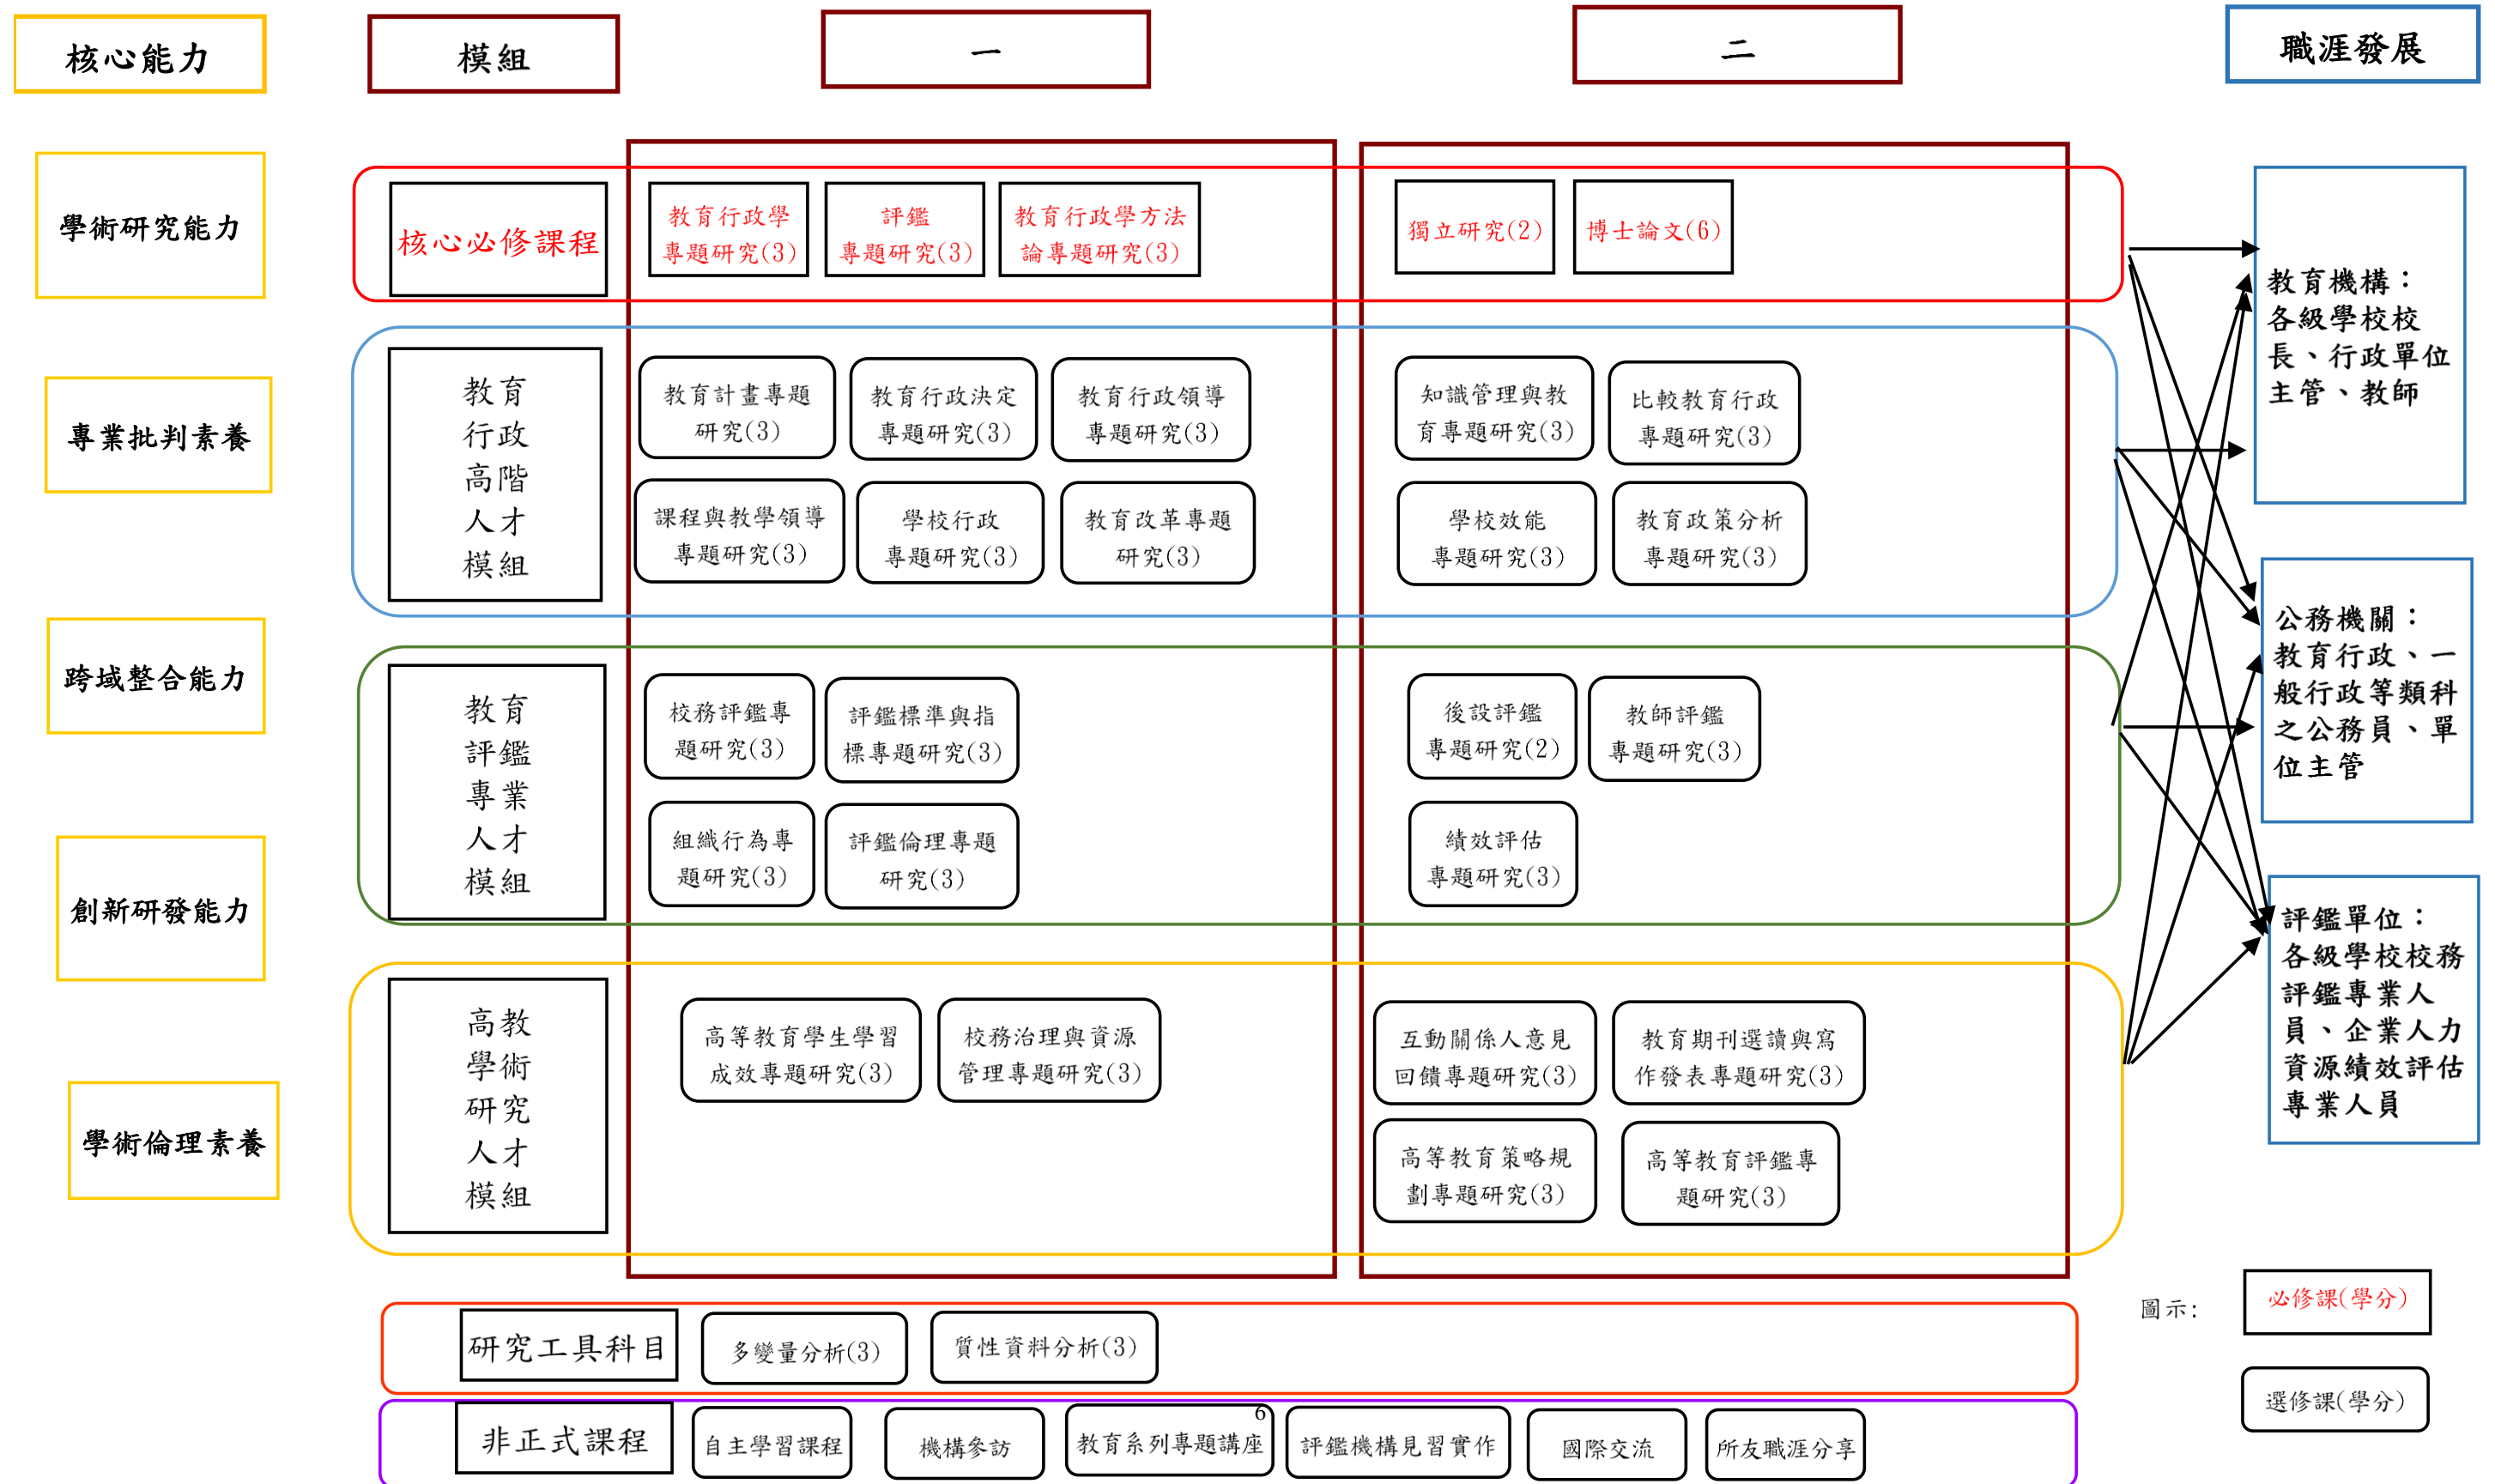 核心能力
模組
一
二
職涯發展
學術研究能力
專業批判素養
跨域整合能力
創新研發能力
學術倫理素養
核心必修課程
教育行政學
專題研究(3)
評鑑
專題研究(3)
教育行政學方法
論專題研究(3)
獨立研究(2)
博士論文(6)
教育
行政
高階
人才
模組
教育計畫專題
研究(3)
教育行政決定
專題研究(3)
教育行政領導
專題研究(3)
知識管理與教
育專題研究(3)
比較教育行政
專題研究(3)
課程與教學領導
專題研究(3)
學校行政
專題研究(3)
教育改革專題
研究(3)
學校效能
專題研究(3)
教育政策分析
專題研究(3)
教育
評鑑
專業
人才
模組
校務評鑑專
題研究(3)
評鑑標準與指
標專題研究(3)
後設評鑑
專題研究(2)
教師評鑑
專題研究(3)
組織行為專
題研究(3)
評鑑倫理專題
研究(3)
績效評估
專題研究(3)
高教
學術
研究
人才
模組
高等教育學生學習
成效專題研究(3)
校務治理與資源
管理專題研究(3)
互動關係人意見
回饋專題研究(3)
教育期刊選讀與寫
作發表專題研究(3)
高等教育策略規
劃專題研究(3)
高等教育評鑑專
題研究(3)
教育機構：
各級學校校
長、行政單位
主管、教師
公務機關：
教育行政、一
般行政等類科
之公務員、單
位主管
評鑑單位：
各級學校校務
評鑑專業人
員、企業人力
資源績效評估
專業人員
研究工具科目
多變量分析(3)
質性資料分析(3)
非正式課程
自主學習課程
機構參訪
教育系列專題講座
6
評鑑機構見習實作
國際交流
所友職涯分享
圖示：
必修課(學分)
選修課(學分)